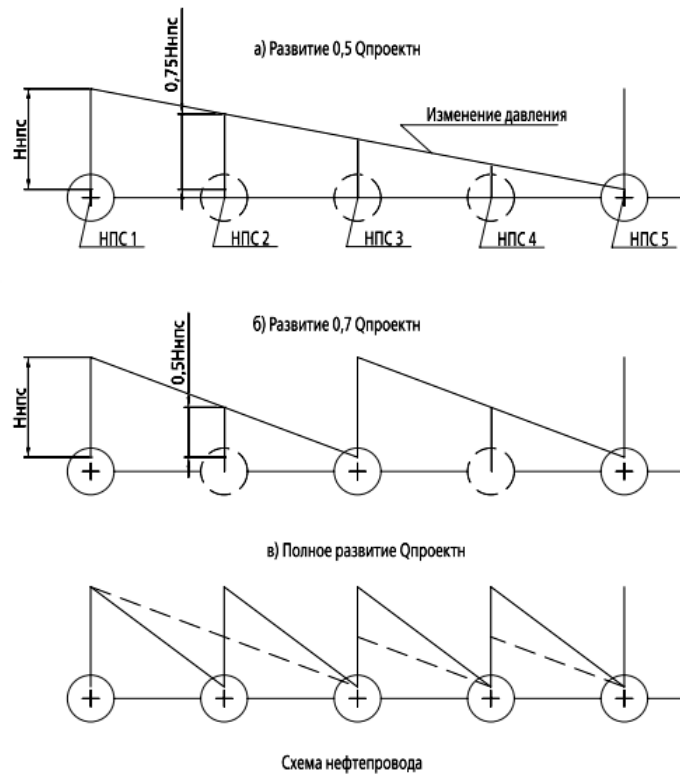 а) Развитие 0,5 Qпроектн
0,75Hнпс
Hнпс
Изменение давления
НПС 1
НПС 2
НПС 3
НПС 4
НПС 5
б) Развитие 0,7 Qпроектн
0,5Hнпс
Hнпс
в) Полное развитие Qпроектн
Схема нефтепровода